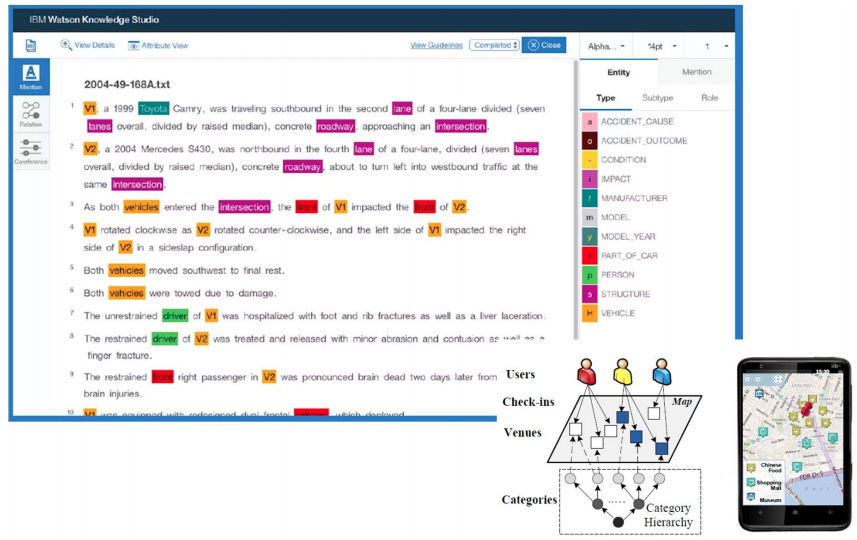 IBM Watson Knowledge Studio
View Details Attribute View View Guidelines Completed Close Alpha... 14pt 1
Mention
Relation
Coreference
2004-49-168A.txt
1 V1, a 1999 Toyota Camry, was traveling southbound in the second lane of a four-lane divided (seven
lanes overall, divided by raised median), concrete roadway, approaching an intersection.
2 V2, a 2004 Mercedes S430, was northbound in the fourth lane of a four-lane, divided (seven lanes
overall, divided by raised median), concrete roadway, about to turn left into westbound traffic at the
same intersection.
3 As both vehicles entered the intersection, the front of V1 impacted the front of V2.
4 V1 rotated clockwise as V2 rotated counter-clockwise, and the left side of V1 impacted the right
side of V2 in a sideslap configuration.
5 Both vehicles moved southwest to final rest.
6 Both vehicles were towed due to damage.
7 The unrestrained driver of V1 was hospitalized with foot and rib fractures as well as a liver laceration.
8 The restrained driver of V2 was treated and released with minor abrasion and contusion as well as a
finger fracture.
9 The restrained front right passenger in V2 was pronounced brain dead two days later from
brain injuries.
10 V1 was equipped with redesigned dual frontal which deployed.
Entity Mention
Type Subtype Role
a ACCIDENT_CAUSE
o ACCIDENT_OUTCOME
- CONDITION
i IMPACT
f MANUFACTURER
m MODEL
y MODEL_YEAR
PART_OF_CAR
p PERSON
s STRUCTURE
H VEHICLE
Users
Check-ins
Map
Venues
Categories
.....
Category
Hierarchy
15:20
FDR Dr S
Chinese
Food
Shopping
Mall
Museum